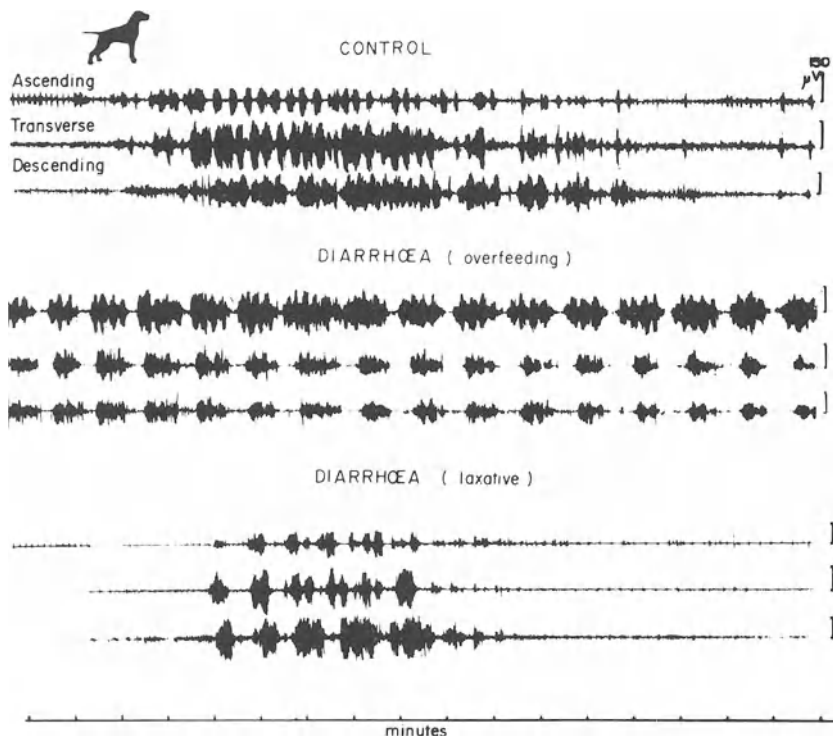 CONTROL
150
µV
Ascending
Transverse
Descending
DIARRHŒA ( overfeeding )
DIARRHŒA ( laxative )
minutes